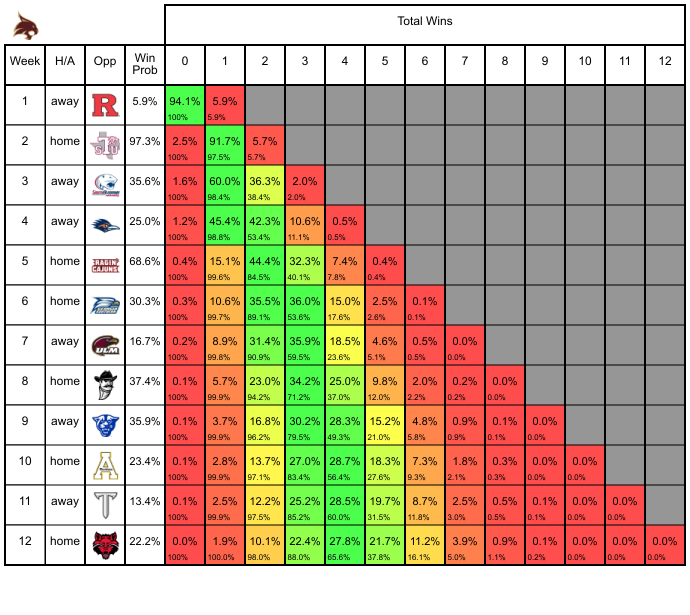 Total Wins
Week H/A Opp Win Prob 0 1 2 3 4 5 6 7 8 9 10 11 12
1 away R 5.9% 94.1% 5.9%
100% 5.9%
2 home 97.3% 2.5% 91.7% 5.7%
100% 97.5% 5.7%
3 away 35.6% 1.6% 60.0% 36.3% 2.0%
100% 98.4% 38.4% 2.0%
4 away 25.0% 1.2% 45.4% 42.3% 10.6% 0.5%
100% 98.8% 53.4% 11.1% 0.5%
5 home RAGIN CAJUNS 68.6% 0.4% 15.1% 44.4% 32.3% 7.4% 0.4%
100% 99.6% 84.5% 40.1% 7.8% 0.4%
6 home 30.3% 0.3% 10.6% 35.5% 36.0% 15.0% 2.5% 0.1%
100% 99.7% 89.1% 53.6% 17.6% 2.6% 0.1%
7 away ULM 16.7% 0.2% 8.9% 31.4% 35.9% 18.5% 4.6% 0.5% 0.0%
100% 99.8% 90.9% 59.5% 23.6% 5.1% 0.5% 0.0%
8 home 37.4% 0.1% 5.7% 23.0% 34.2% 25.0% 9.8% 2.0% 0.2% 0.0%
100% 99.9% 94.2% 71.2% 37.0% 12.0% 2.2% 0.2% 0.0%
9 away 35.9% 0.1% 3.7% 16.8% 30.2% 28.3% 15.2% 4.8% 0.9% 0.1% 0.0%
100% 99.9% 96.2% 79.5% 49.3% 21.0% 5.8% 0.9% 0.1% 0.0%
10 home A 23.4% 0.1% 2.8% 13.7% 27.0% 28.7% 18.3% 7.3% 1.8% 0.3% 0.0% 0.0%
100% 99.9% 97.1% 83.4% 56.4% 27.6% 9.3% 2.1% 0.3% 0.0% 0.0%
11 away T 13.4% 0.1% 2.5% 12.2% 25.2% 28.5% 19.7% 8.7% 2.5% 0.5% 0.1% 0.0% 0.0%
100% 99.9% 97.5% 85.2% 60.0% 31.5% 11.8% 3.0% 0.5% 0.1% 0.0% 0.0%
12 home 22.2% 0.0% 1.9% 10.1% 22.4% 27.8% 21.7% 11.2% 3.9% 0.9% 0.1% 0.0% 0.0% 0.0%
100% 100.0% 98.0% 88.0% 65.6% 37.8% 16.1% 5.0% 1.1% 0.2% 0.0% 0.0% 0.0%